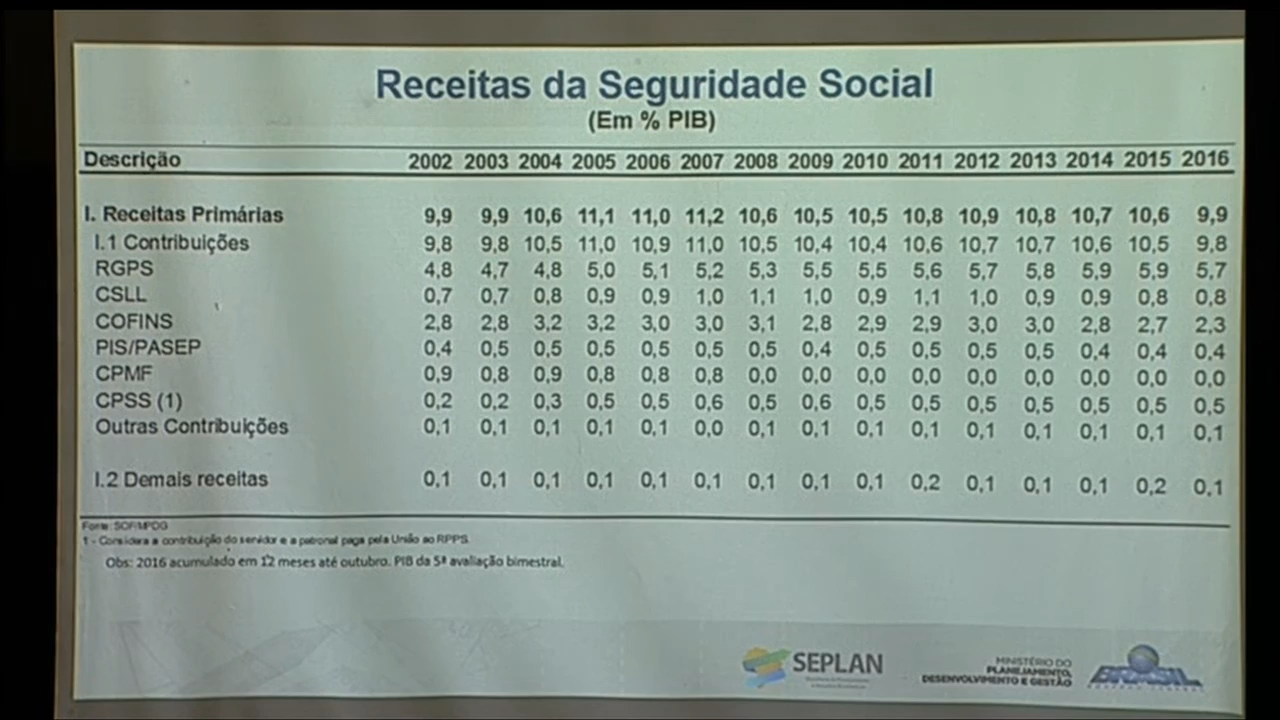 Receitas da Seguridade Social
(Em % PIB)
Descrição 2002 2003 2004 2005 2006 2007 2008 2009 2010 2011 2012 2013 2014 2015 2016
I. Receitas Primárias 9,9 9,9 10,6 11,1 11,0 11,2 10,6 10,5 10,5 10,8 10,9 10,8 10,7 10,6 9,9
I.1 Contribuições 9,8 9,8 10,5 11,0 10,9 11,0 10,5 10,4 10,4 10,6 10,7 10,7 10,6 10,5 9,8
RGPS 4,8 4,7 4,8 5,0 5,1 5,2 5,3 5,5 5,5 5,6 5,7 5,8 5,9 5,9 5,7
CSLL 0,7 0,7 0,8 0,9 0,9 1,0 1,1 1,0 0,9 1,1 1,0 0,9 0,9 0,8 0,8
COFINS 2,8 2,8 3,2 3,2 3,0 3,0 3,1 2,8 2,9 2,9 3,0 3,0 2,8 2,7 2,3
PIS/PASEP 0,4 0,5 0,5 0,5 0,5 0,5 0,5 0,4 0,5 0,5 0,5 0,5 0,4 0,4 0,4
CPMF 0,9 0,8 0,9 0,8 0,8 0,8 0,0 0,0 0,0 0,0 0,0 0,0 0,0 0,0 0,0
CPSS (1) 0,2 0,2 0,3 0,5 0,5 0,6 0,5 0,6 0,5 0,5 0,5 0,5 0,5 0,5 0,5
Outras Contribuições 0,1 0,1 0,1 0,1 0,1 0,0 0,1 0,1 0,1 0,1 0,1 0,1 0,1 0,1 0,1
I.2 Demais receitas 0,1 0,1 0,1 0,1 0,1 0,1 0,1 0,1 0,1 0,2 0,1 0,1 0,1 0,2 0,1
Fonte: SOF/MPDG
1 - Considera a contribuição do servidor e a patronal paga pela União ao RPPS.
Obs: 2016 acumulado em 12 meses até outubro. PIB da 5ª avaliação bimestral.
SEPLAN
MINISTÉRIO DO
PLANEJAMENTO,
DESENVOLVIMENTO E GESTÃO
BRASIL